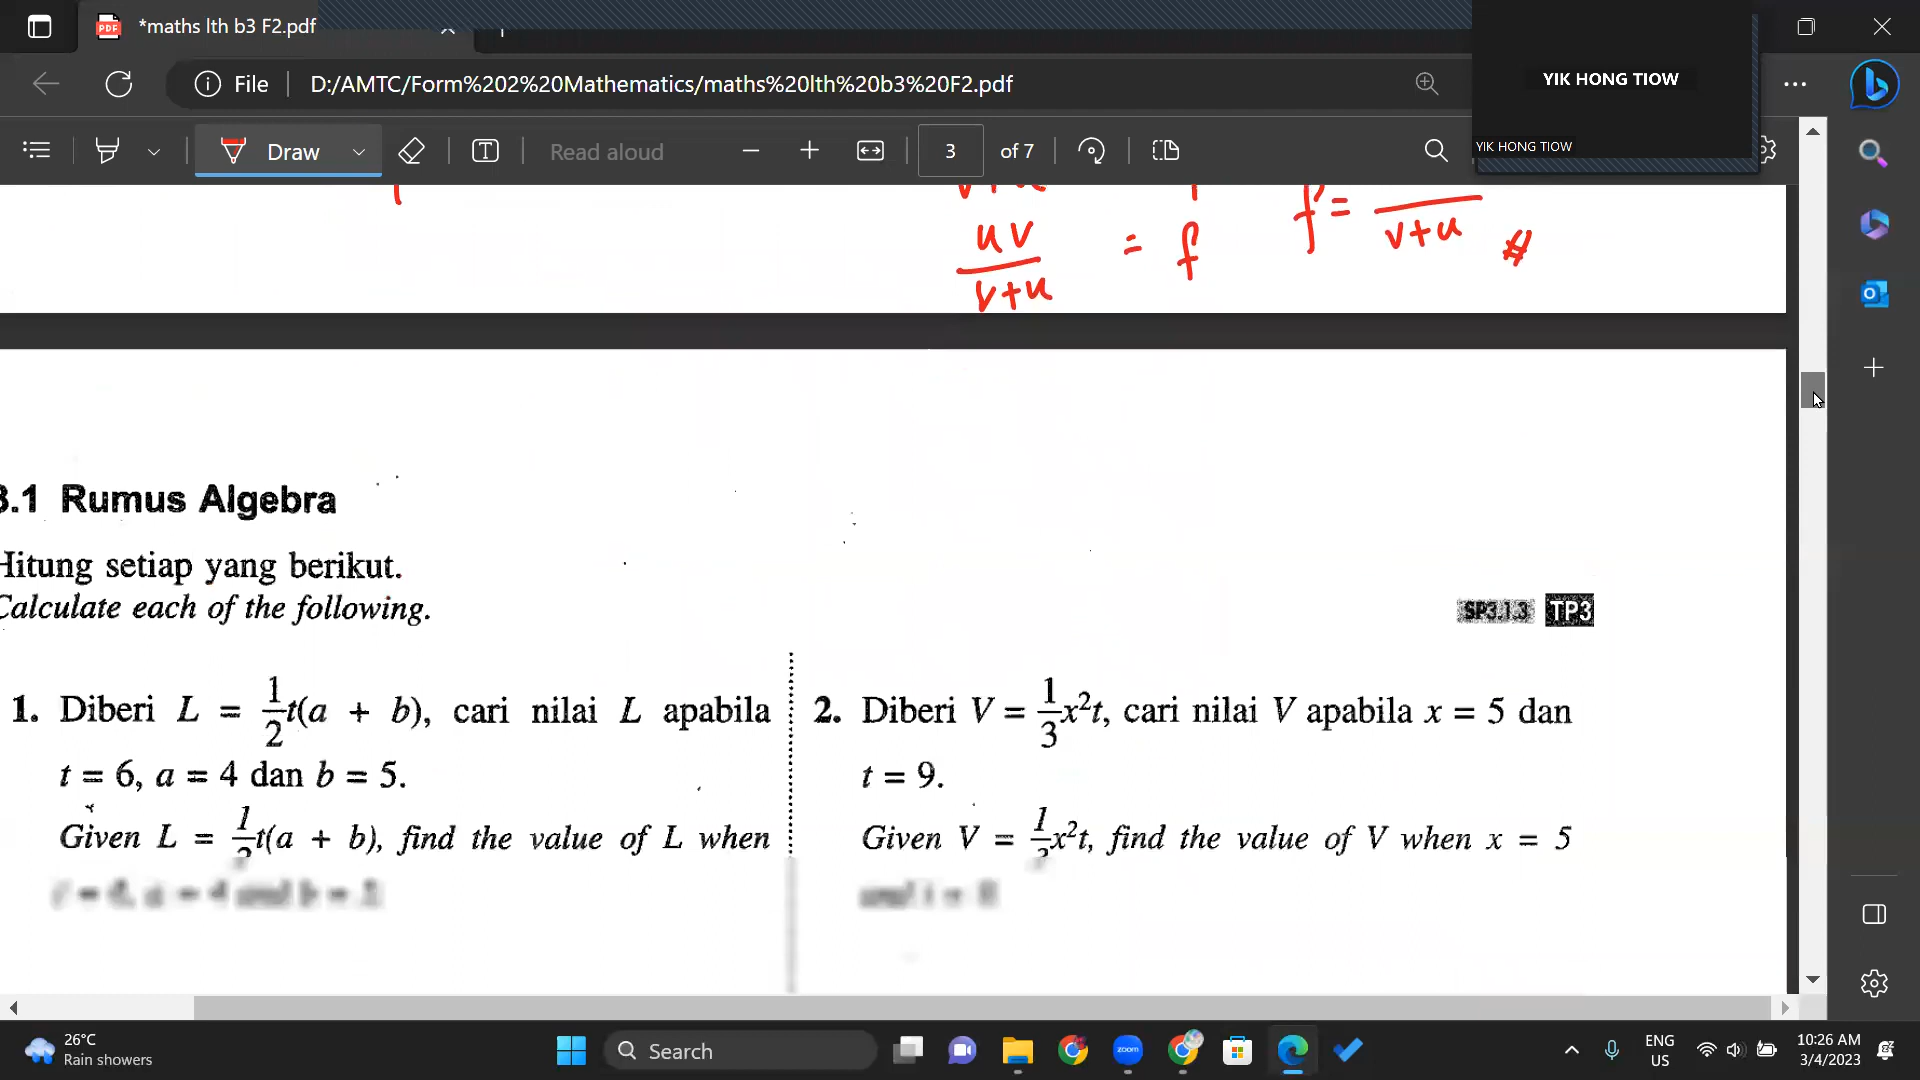 *maths lth b3 F2.pdf
File
D:/AMTC/Form%202%20Mathematics/maths%20lth%20b3%20F2.pdf
YIK HONG TIOW
YIK HONG TIOW
Draw
Read aloud
3 of 7
uv
v+u
= f
f =
v+u
#
3.1 Rumus Algebra
Hitung setiap yang berikut.
Calculate each of the following.
SP3.1.3 TP3
1. Diberi L = 1/2 t(a + b), cari nilai L apabila
t = 6, a = 4 dan b = 5.
Given L = 1/2 t(a + b), find the value of L when
2. Diberi V = 1/3 x²t, cari nilai V apabila x = 5 dan
t = 9.
Given V = 1/3 x²t, find the value of V when x = 5
26°C
Rain showers
Search
zoom
ENG
US
10:26 AM
3/4/2023